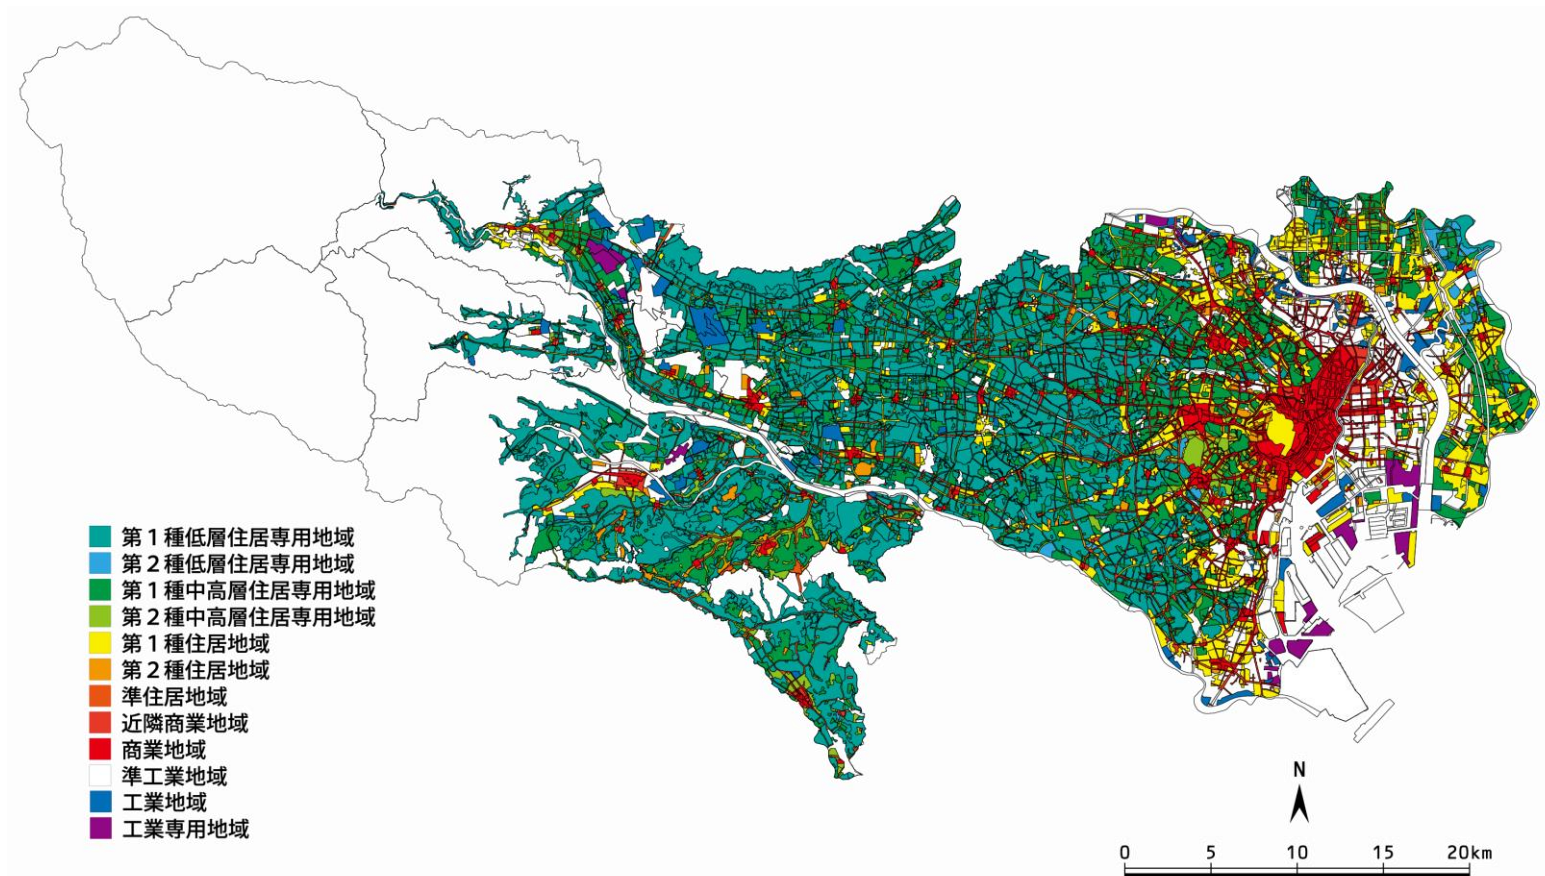 第１種低層住居専用地域
第２種低層住居専用地域
第１種中高層住居専用地域
第２種中高層住居専用地域
第１種住居地域
第２種住居地域
準住居地域
近隣商業地域
商業地域
準工業地域
工業地域
工業専用地域
N
0 5 10 15 20km